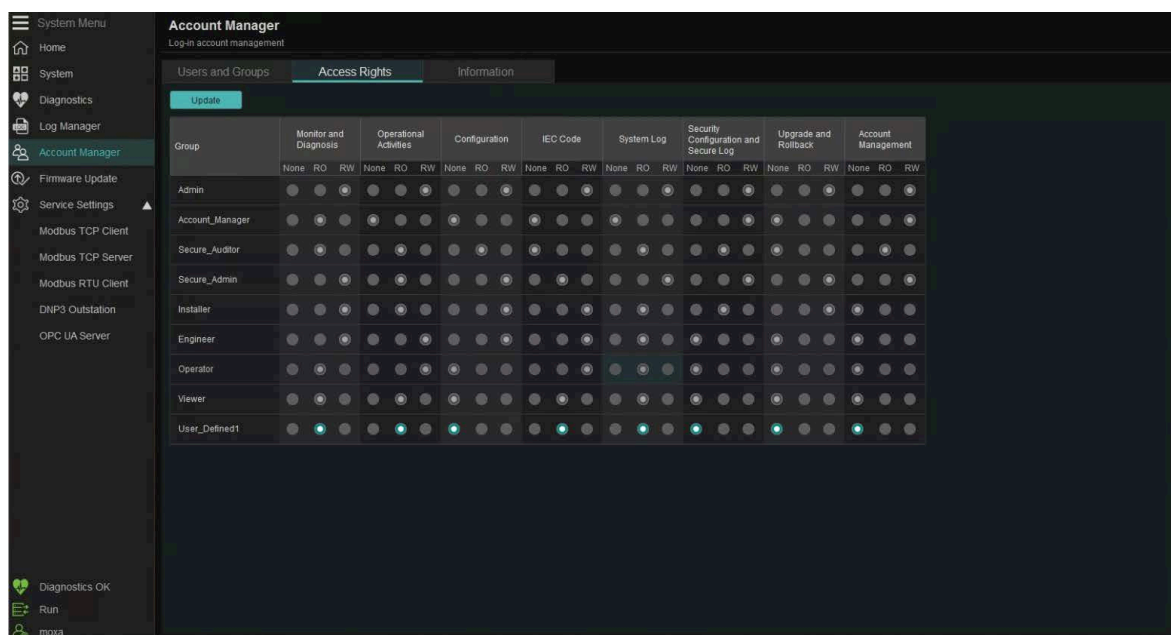 System Menu
Home
System
Diagnostics
Log Manager
Account Manager
Firmware Update
Service Settings
Modbus TCP Client
Modbus TCP Server
Modbus RTU Client
DNP3 Outstation
OPC UA Server
Diagnostics OK
Run
moxa
Account Manager
Log-in account management
Users and Groups Access Rights Information
Update
Group Monitor and Diagnosis Operational Activities Configuration IEC Code System Log Security Configuration and Secure Log Upgrade and Rollback Account Management
None RO RW None RO RW None RO RW None RO RW None RO RW None RO RW None RO RW None RO RW
Admin
Account_Manager
Secure_Auditor
Secure_Admin
Installer
Engineer
Operator
Viewer
User_Defined1